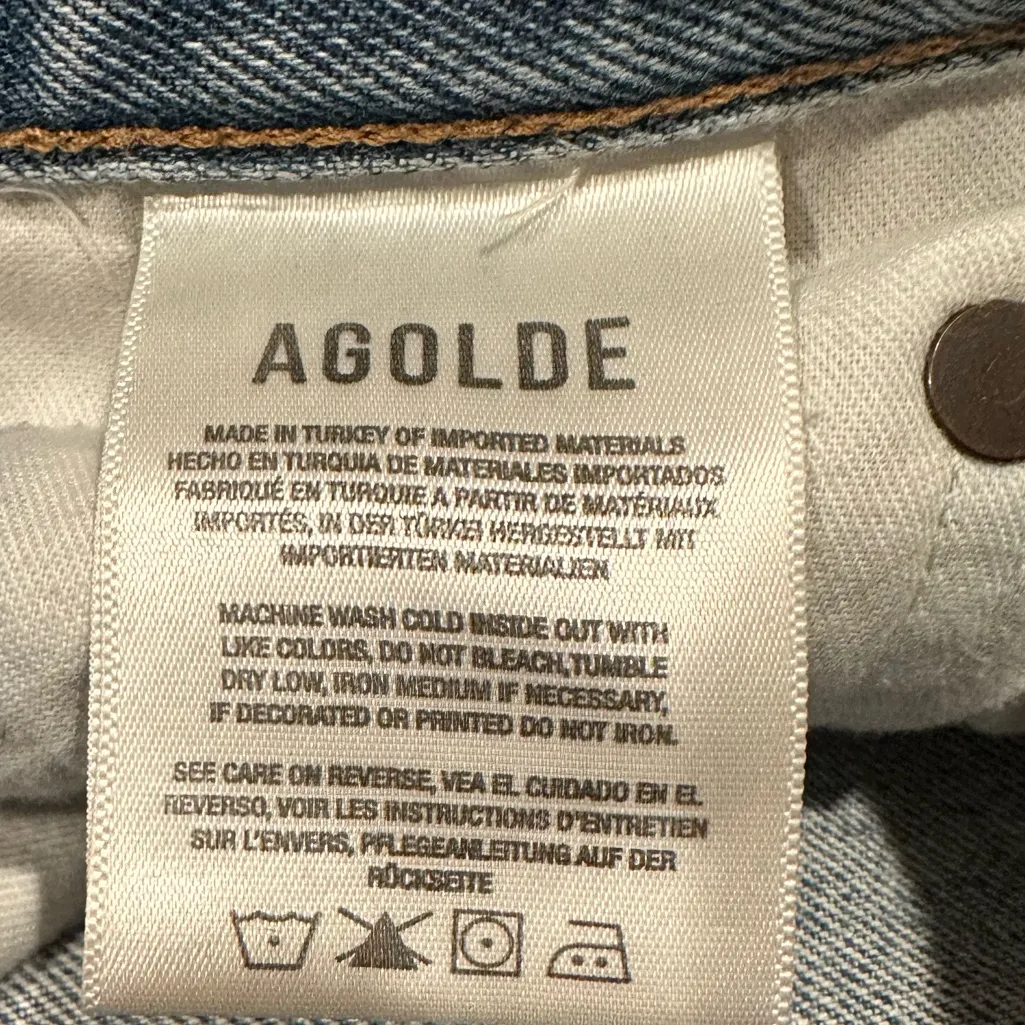 AGOLDE
MADE IN TURKEY OF IMPORTED MATERIALS
HECHO EN TURQUIA DE MATERIALES IMPORTADOS
FABRIQUÉ EN TURQUIE A PARTIR DE MATÉRIAUX
IMPORTÉS, IN DER TÜRKEI HERGESTELLT MIT
IMPORTIERTEN MATERIALIEN
MACHINE WASH COLD INSIDE OUT WITH
LIKE COLORS, DO NOT BLEACH, TUMBLE
DRY LOW, IRON MEDIUM IF NECESSARY,
IF DECORATED OR PRINTED DO NOT IRON.
SEE CARE ON REVERSE, VEA EL CUIDADO EN EL
REVERSO, VOIR LES INSTRUCTIONS D'ENTRETIEN
SUR L'ENVERS, PFLEGEANLEITUNG AUF DER
RÜCKSEITE